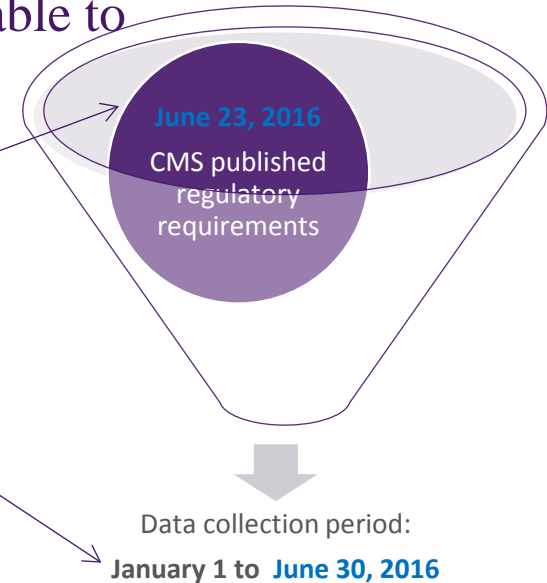 able to
June 23, 2016
CMS published
regulatory
requirements
Data collection period:
January 1 to June 30, 2016